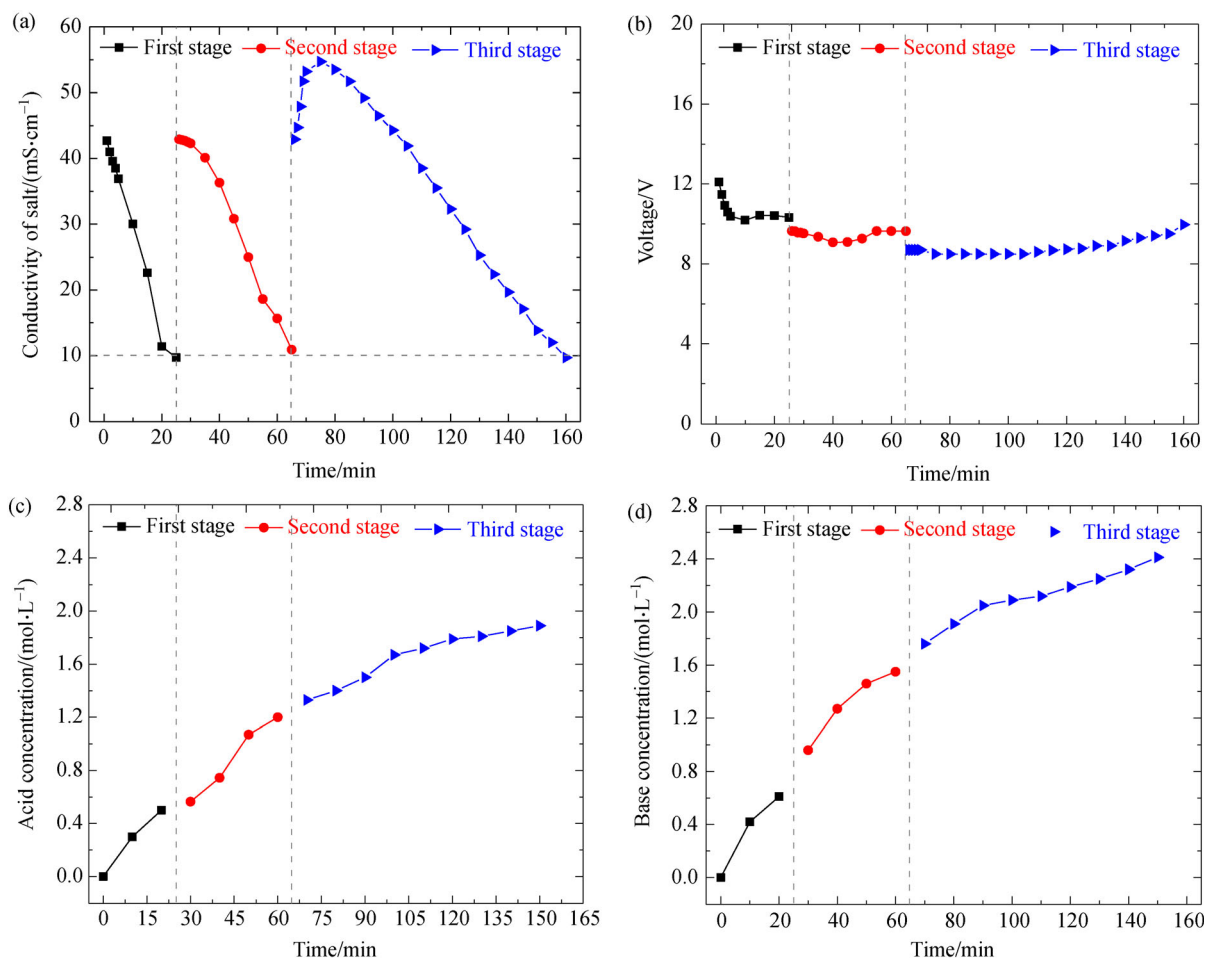 (a)
First stage Second stage Third stage
60
50
40
30
20
10
0
Conductivity of salt/(mS·cm⁻¹)
0 20 40 60 80 100 120 140 160
Time/min
(b)
First stage Second stage Third stage
20
16
12
8
4
0
Voltage/V
0 20 40 60 80 100 120 140 160
Time/min
(c)
First stage Second stage Third stage
2.8
2.4
2.0
1.6
1.2
0.8
0.4
0.0
Acid concentration/(mol·L⁻¹)
0 15 30 45 60 75 90 105 120 135 150 165
Time/min
(d)
First stage Second stage Third stage
2.8
2.4
2.0
1.6
1.2
0.8
0.4
0.0
Base concentration/(mol·L⁻¹)
0 20 40 60 80 100 120 140 160
Time/min